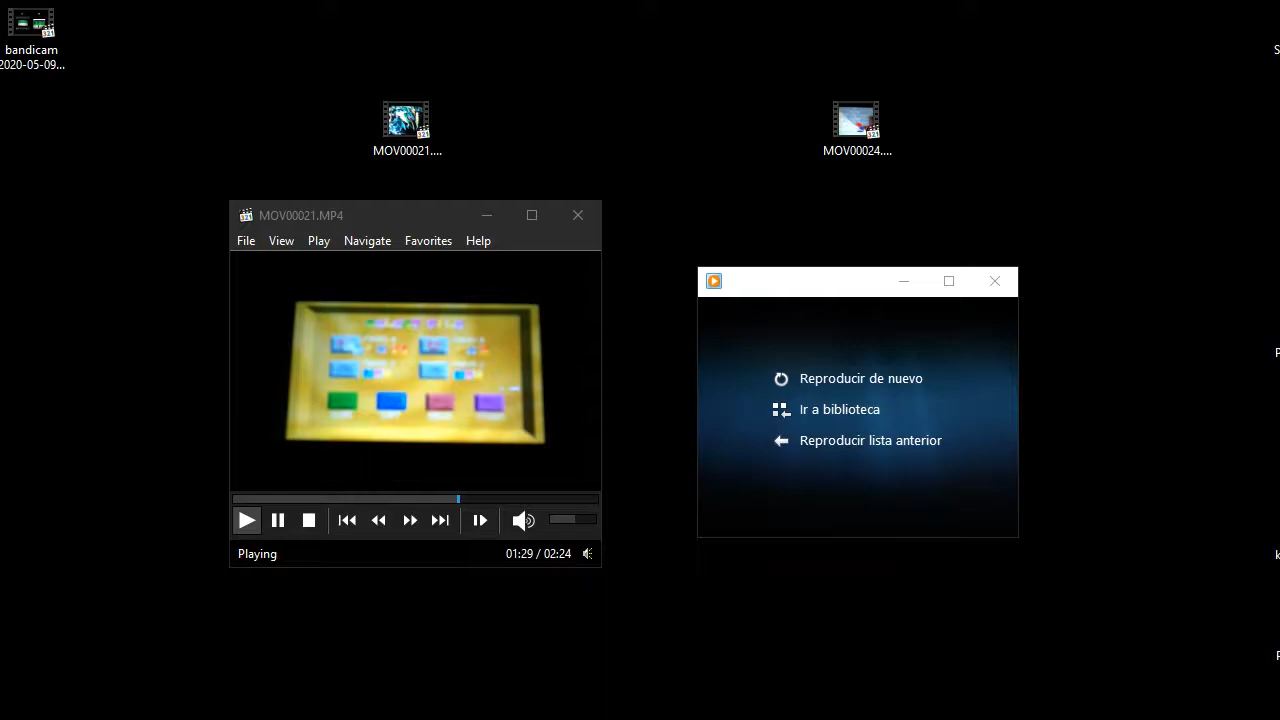 bandicam
2020-05-09...
MOV00021....
MOV00024....
MOV00021.MP4
File View Play Navigate Favorites Help
Playing
01:29 / 02:24
Reproducir de nuevo
Ir a biblioteca
Reproducir lista anterior
S
P
k
P